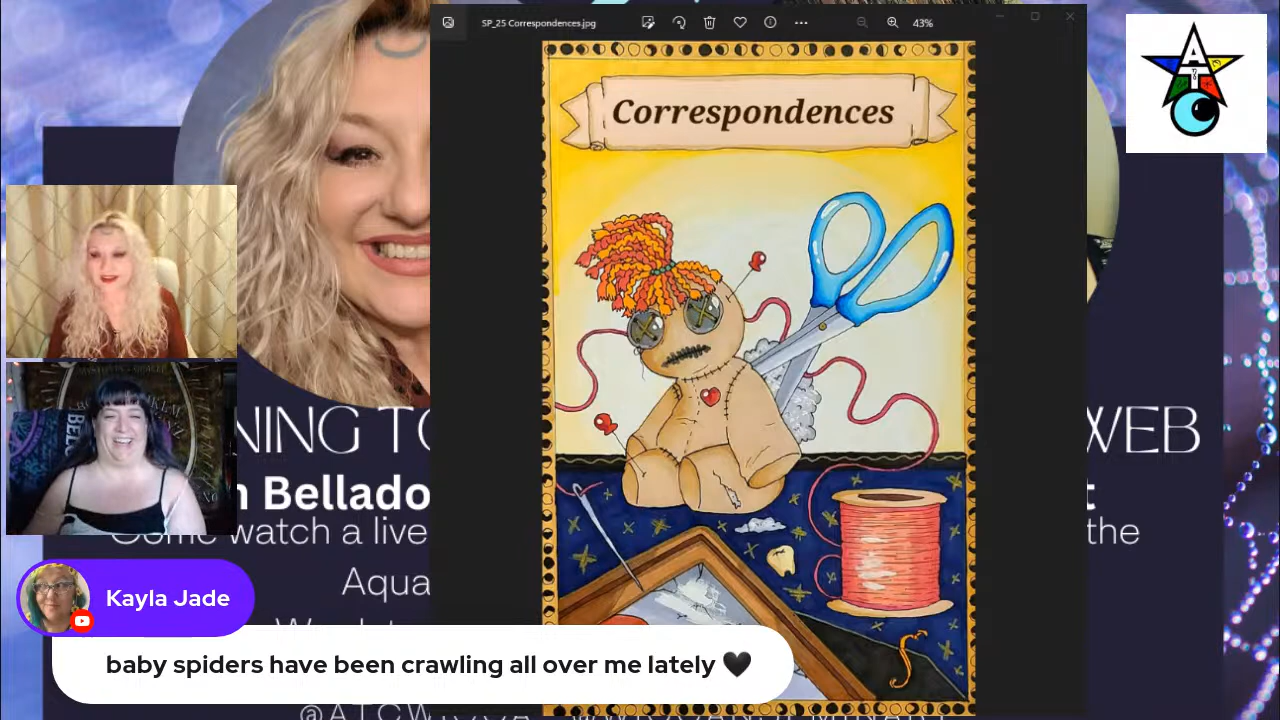 SP_25 Correspondences.jpg
43%
Correspondences
NING TO
WEB
Bellado
t
Come watch a live
the
Aqua
Kayla Jade
baby spiders have been crawling all over me lately 🖤